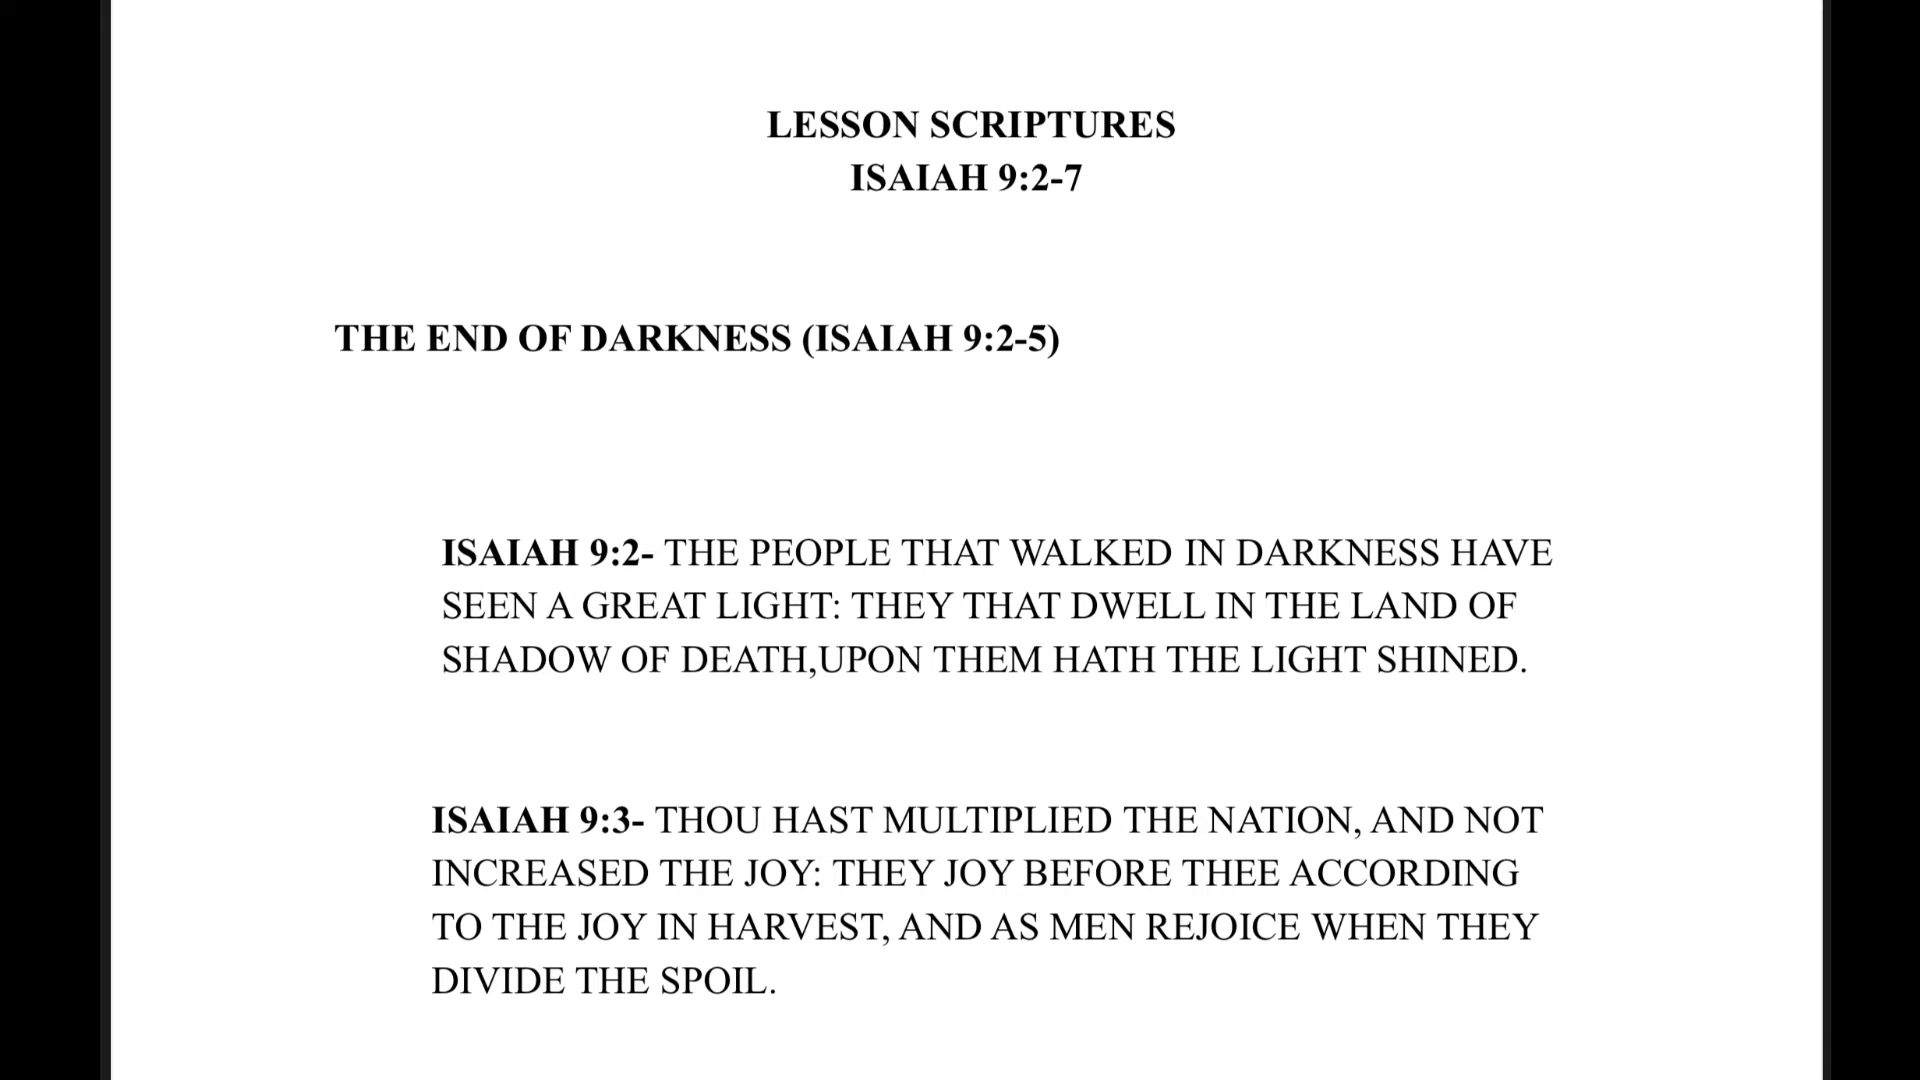 LESSON SCRIPTURES
ISAIAH 9:2-7
THE END OF DARKNESS (ISAIAH 9:2-5)
ISAIAH 9:2- THE PEOPLE THAT WALKED IN DARKNESS HAVE
SEEN A GREAT LIGHT: THEY THAT DWELL IN THE LAND OF
SHADOW OF DEATH,UPON THEM HATH THE LIGHT SHINED.
ISAIAH 9:3- THOU HAST MULTIPLIED THE NATION, AND NOT
INCREASED THE JOY: THEY JOY BEFORE THEE ACCORDING
TO THE JOY IN HARVEST, AND AS MEN REJOICE WHEN THEY
DIVIDE THE SPOIL.